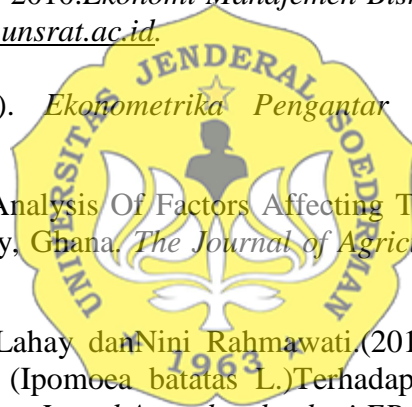 2016.Ekonomi Manajemen Bis
unsrat.ac.id.
). Ekonometrika Pengantar
Analysis Of Factors Affecting T
y, Ghana. The Journal of Agric
Lahay danNini Rahmawati.(201
(Ipomoea batatas L.)Terhadap
UNIVERSITAS JENDERAL SOEDIRMAN
1963